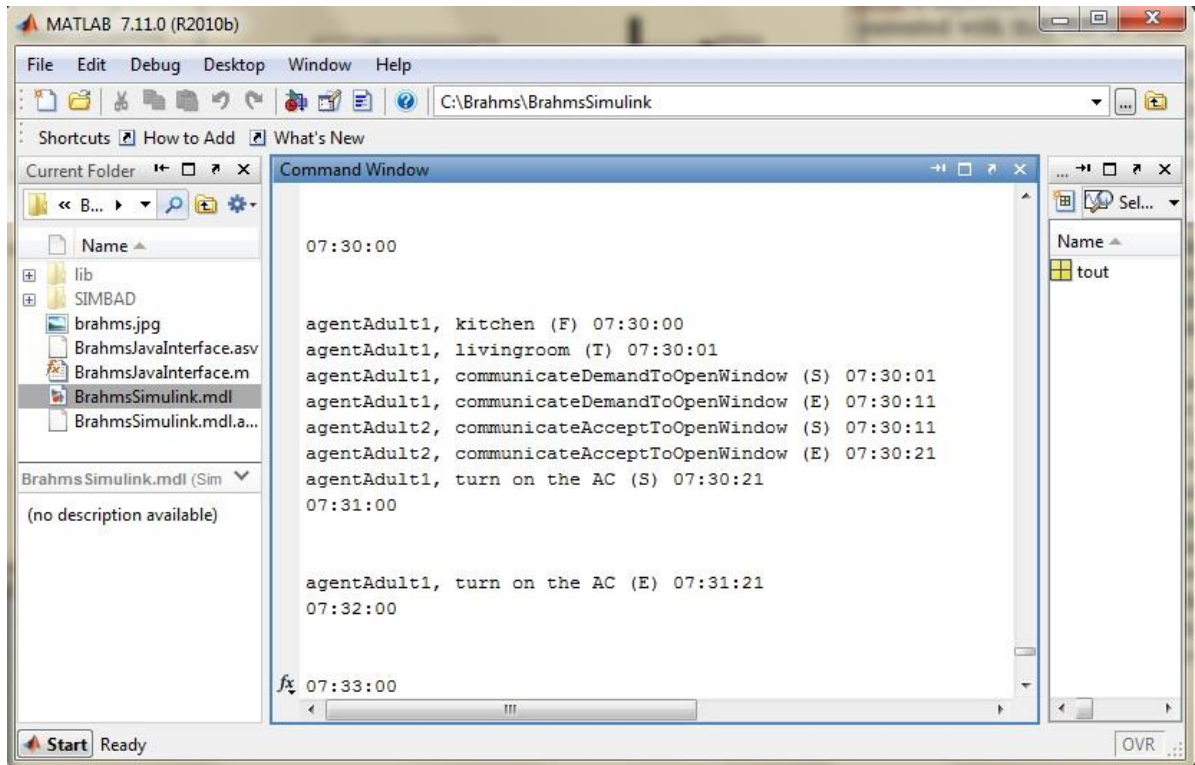 MATLAB 7.11.0 (R2010b)
File Edit Debug Desktop Window Help
C:\Brahms\BrahmsSimulink
Shortcuts How to Add What's New
Current Folder
« B...
Name
lib
SIMBAD
brahms.jpg
BrahmsJavaInterface.asv
BrahmsJavaInterface.m
BrahmsSimulink.mdl
BrahmsSimulink.mdl.a...
BrahmsSimulink.mdl (Sim
(no description available)
Command Window
07:30:00
agentAdult1, kitchen (F) 07:30:00
agentAdult1, livingroom (T) 07:30:01
agentAdult1, communicateDemandToOpenWindow (S) 07:30:01
agentAdult1, communicateDemandToOpenWindow (E) 07:30:11
agentAdult2, communicateAcceptToOpenWindow (S) 07:30:11
agentAdult2, communicateAcceptToOpenWindow (E) 07:30:21
agentAdult1, turn on the AC (S) 07:30:21
07:31:00
agentAdult1, turn on the AC (E) 07:31:21
07:32:00
fx 07:33:00
...
Sel...
Name
tout
Start Ready
OVR